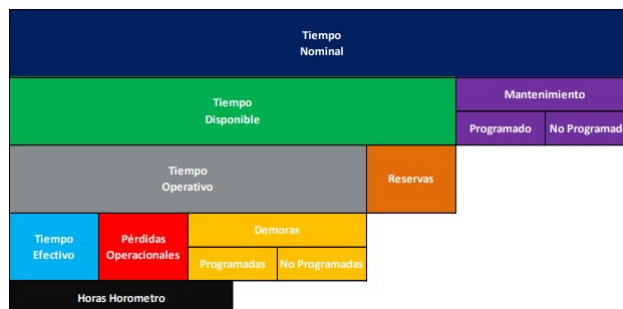 Tiempo
Nominal
Tiempo
Disponible
Mantenimiento
Programado
No Programad
Tiempo
Operativo
Reservas
Tiempo
Efectivo
Pérdidas
Operacionales
Demoras
Programadas
No Programadas
Horas Horometro